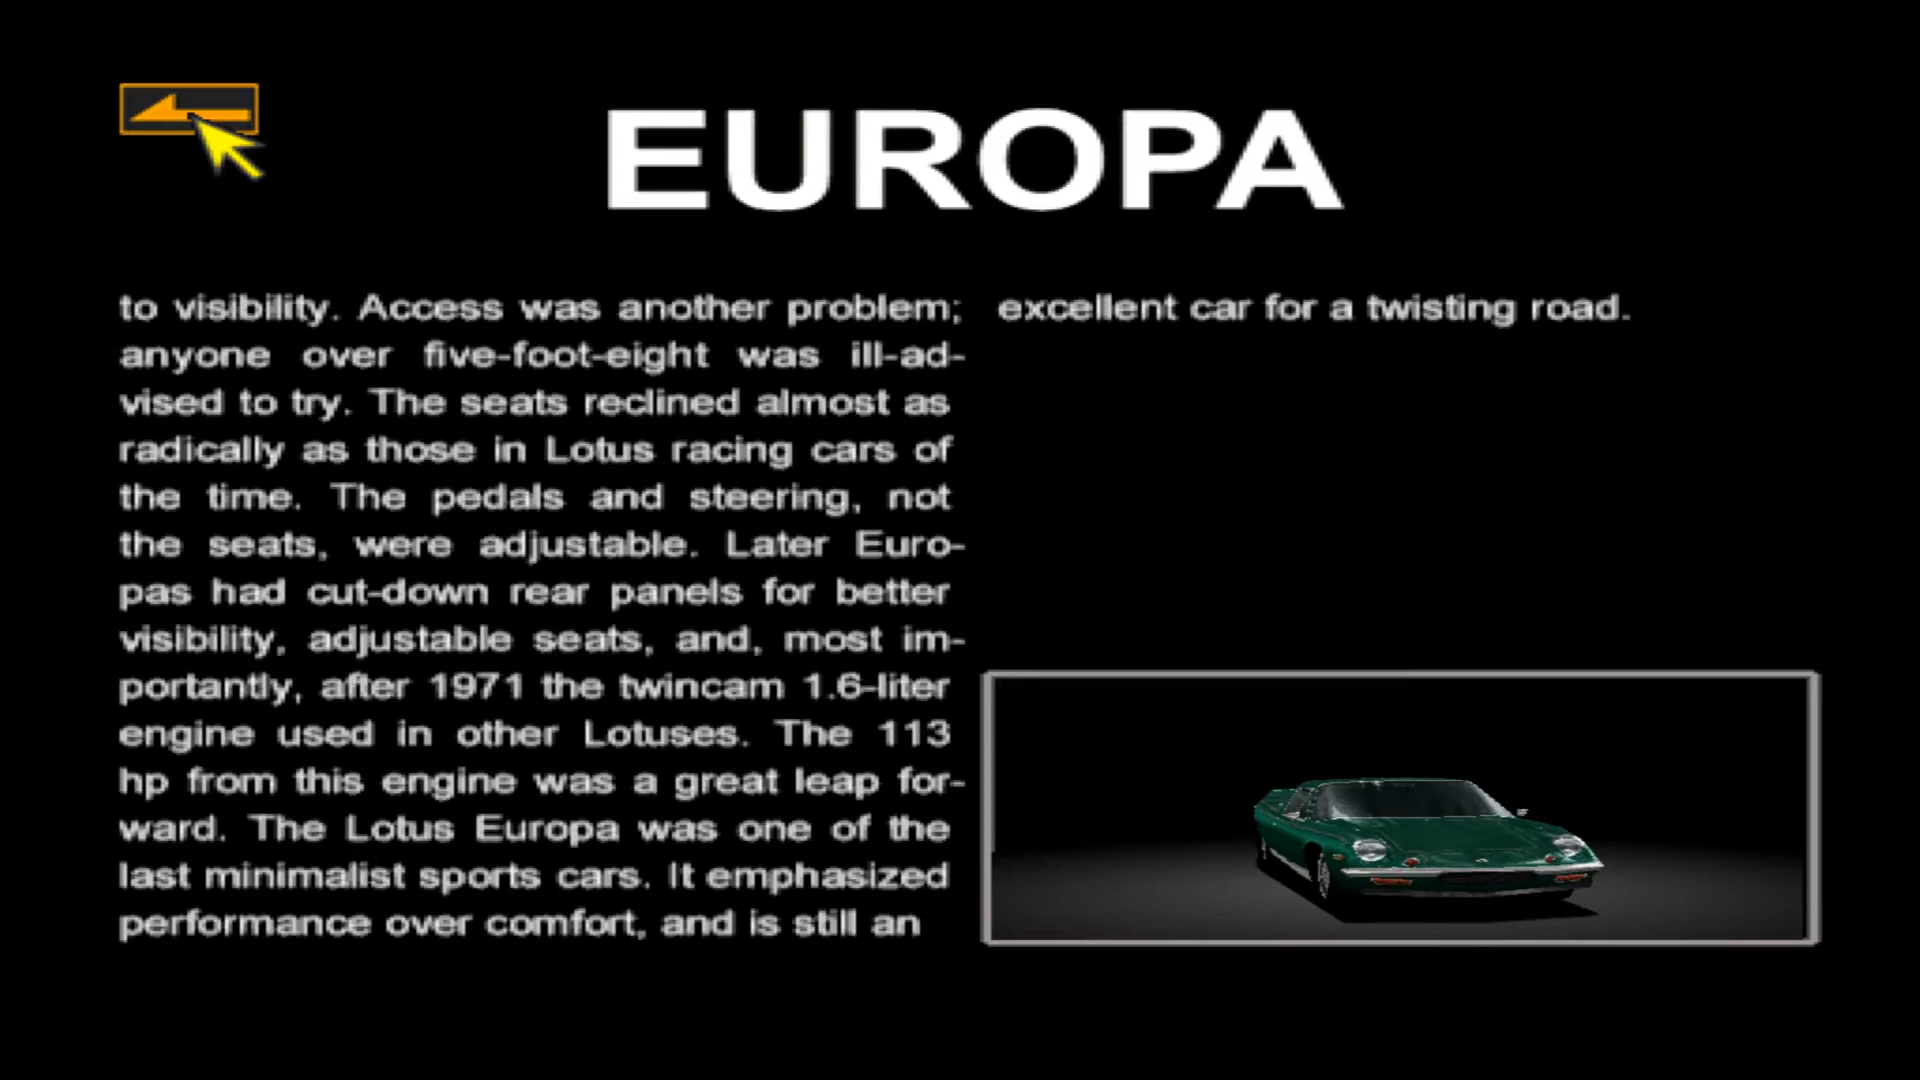 EUROPA
to visibility. Access was another problem;
anyone over five-foot-eight was ill-ad-
vised to try. The seats reclined almost as
radically as those in Lotus racing cars of
the time. The pedals and steering, not
the seats, were adjustable. Later Euro-
pas had cut-down rear panels for better
visibility, adjustable seats, and, most im-
portantly, after 1971 the twincam 1.6-liter
engine used in other Lotuses. The 113
hp from this engine was a great leap for-
ward. The Lotus Europa was one of the
last minimalist sports cars. It emphasized
performance over comfort, and is still an
excellent car for a twisting road.